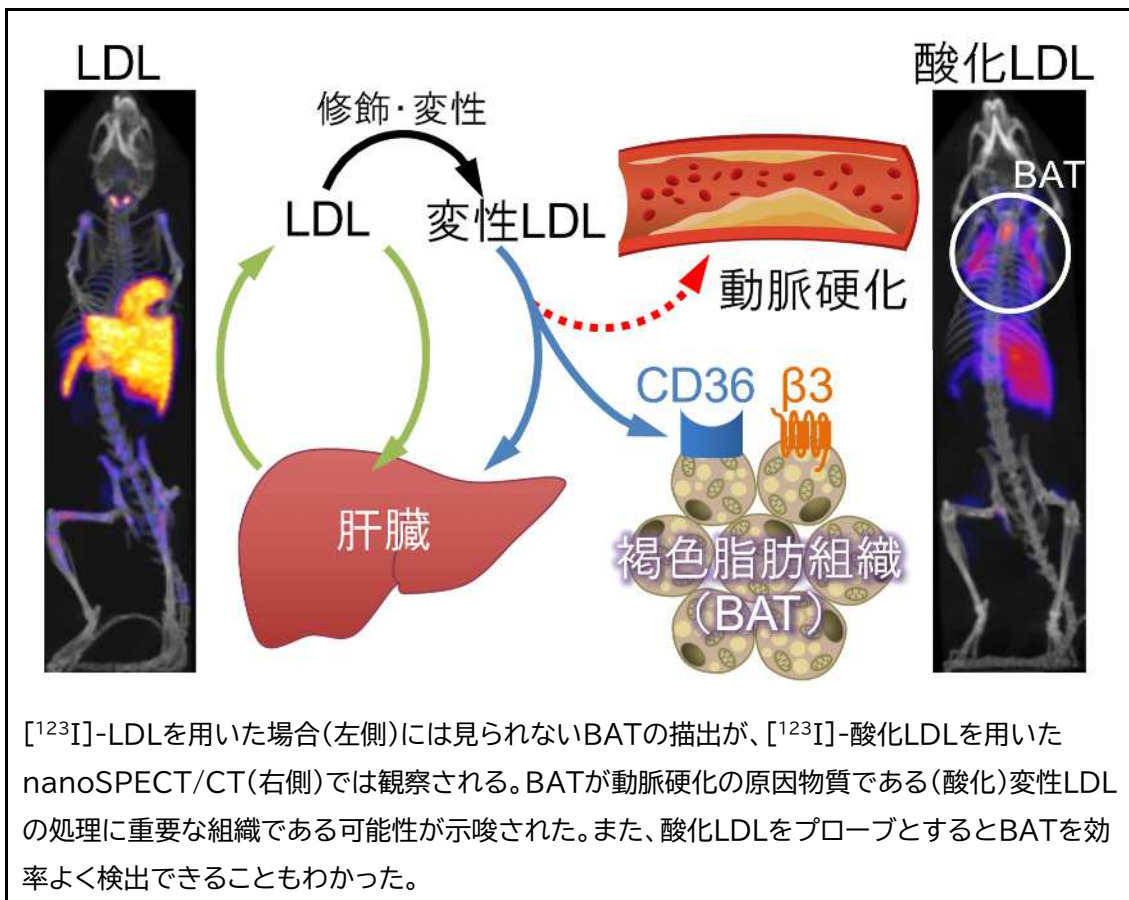 LDL
酸化LDL
修飾・変性
LDL
変性LDL
BAT
動脈硬化
CD36
β3
肝臓
褐色脂肪組織
(BAT)
[¹²³I]-LDLを用いた場合(左側)には見られないBATの描出が、[¹²³I]-酸化LDLを用いた
nanoSPECT/CT(右側)では観察される。BATが動脈硬化の原因物質である(酸化)変性LDL
の処理に重要な組織である可能性が示唆された。また、酸化LDLをプローブとするとBATを効
率よく検出できることもわかった。